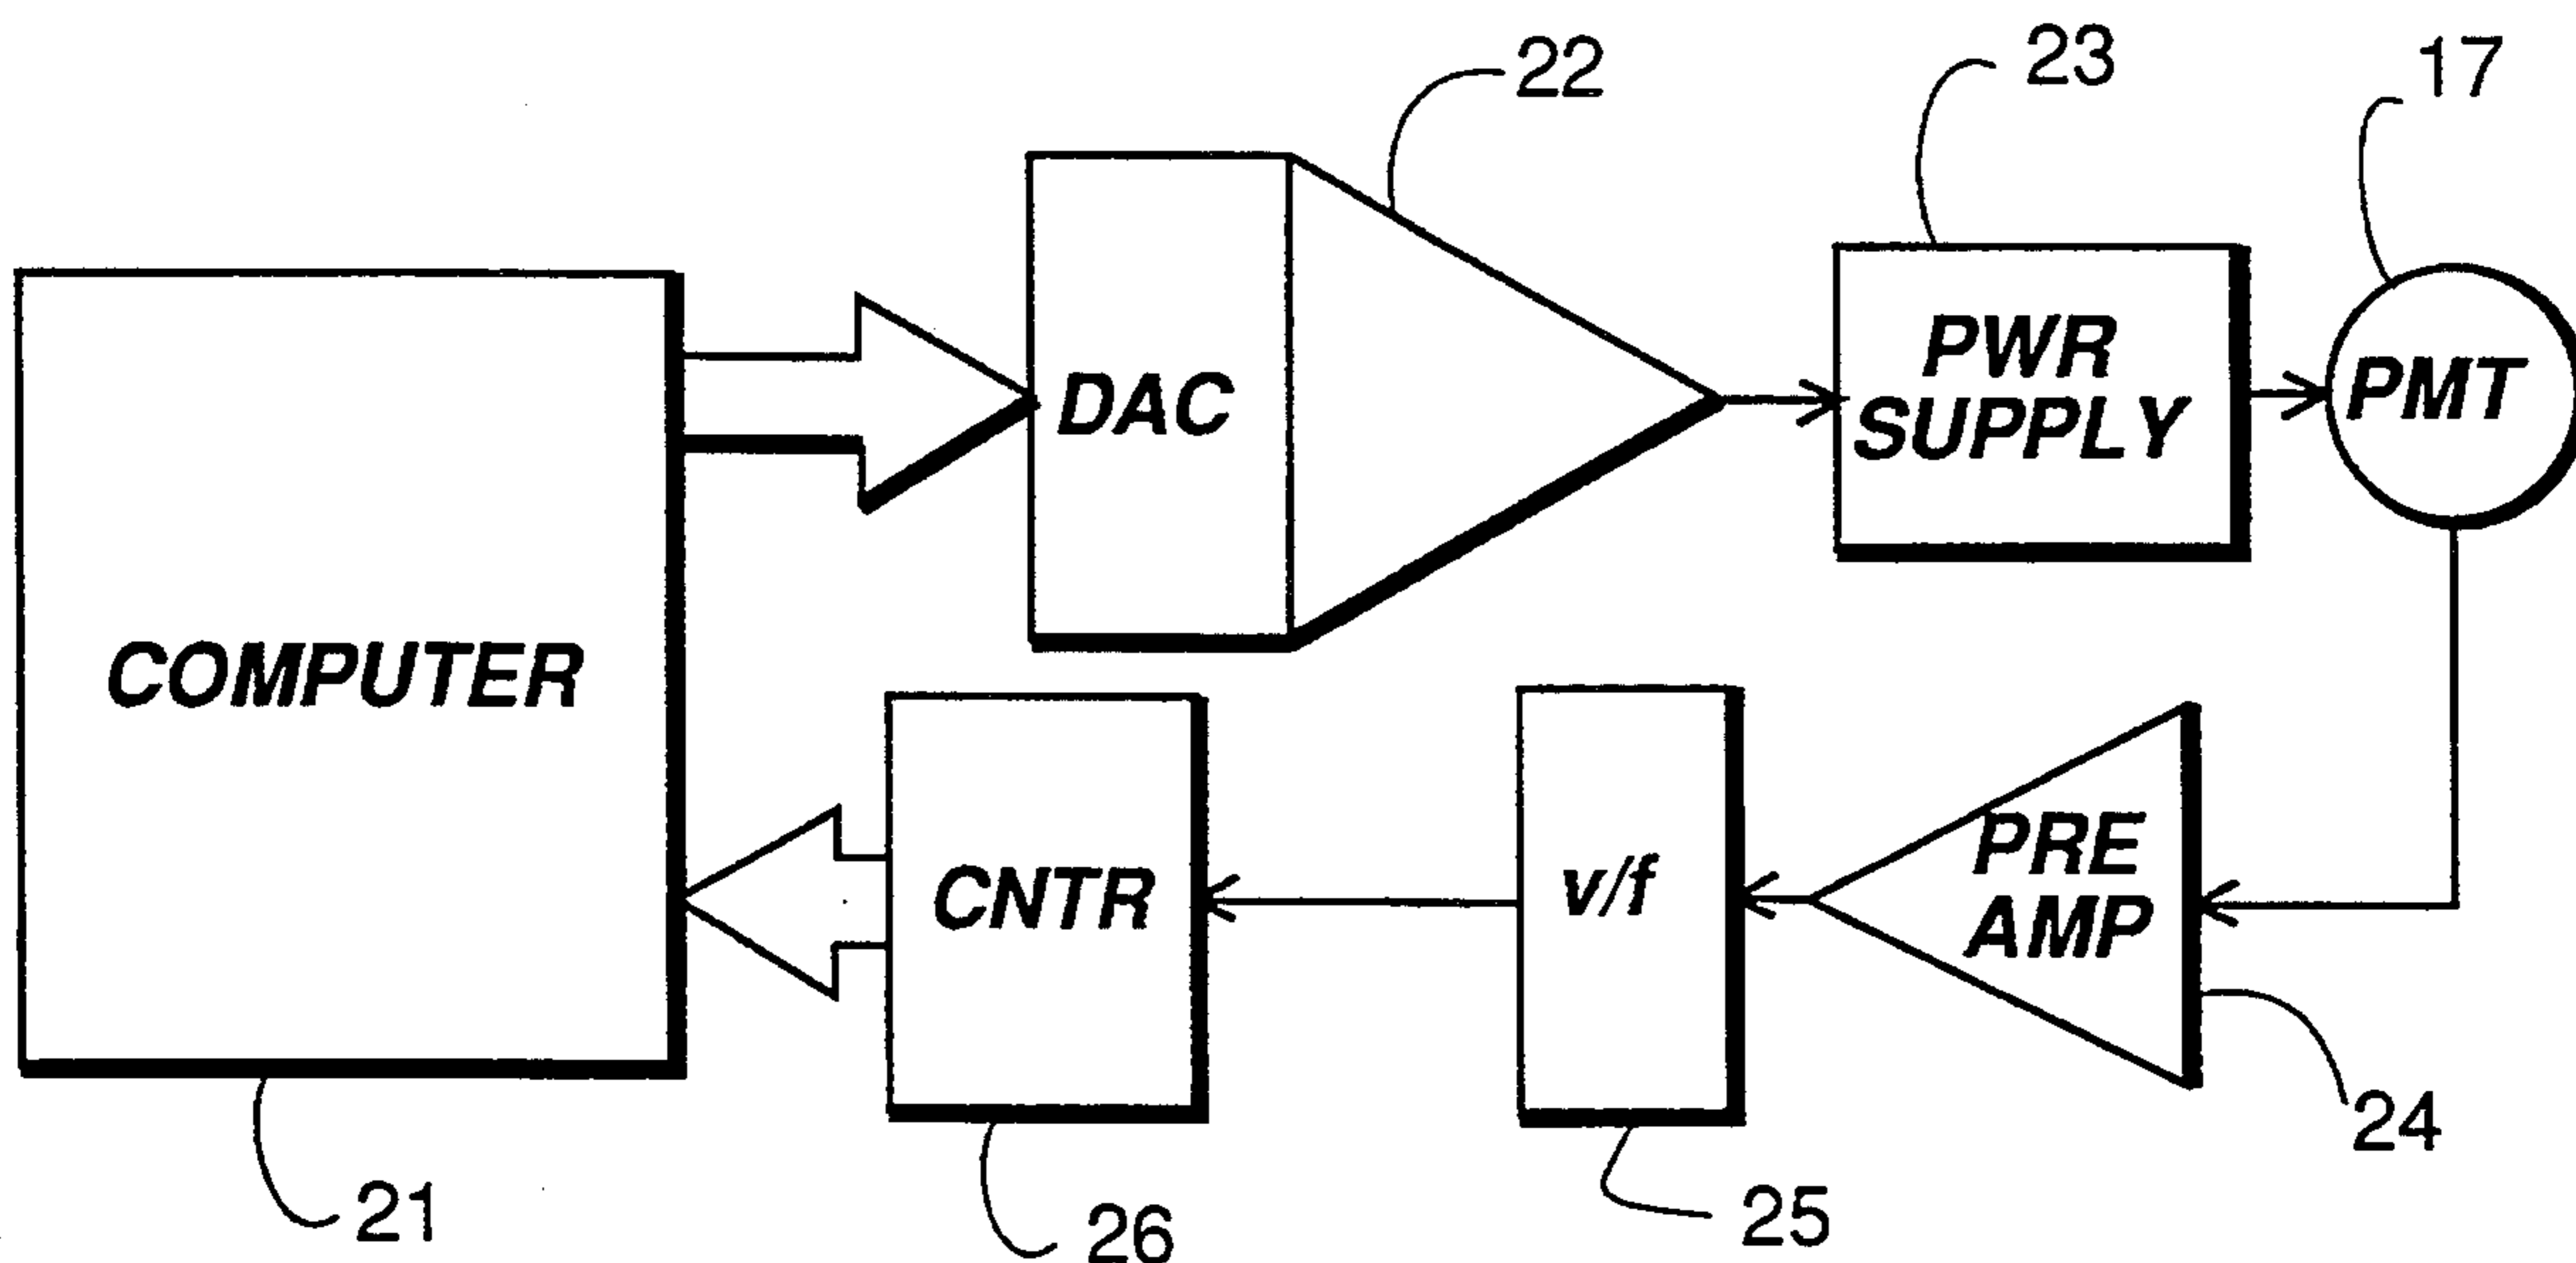 22
23
17
DAC
PWR
SUPPLY
PMT
COMPUTER
CNTR
v/f
PRE
AMP
24
21
26
25